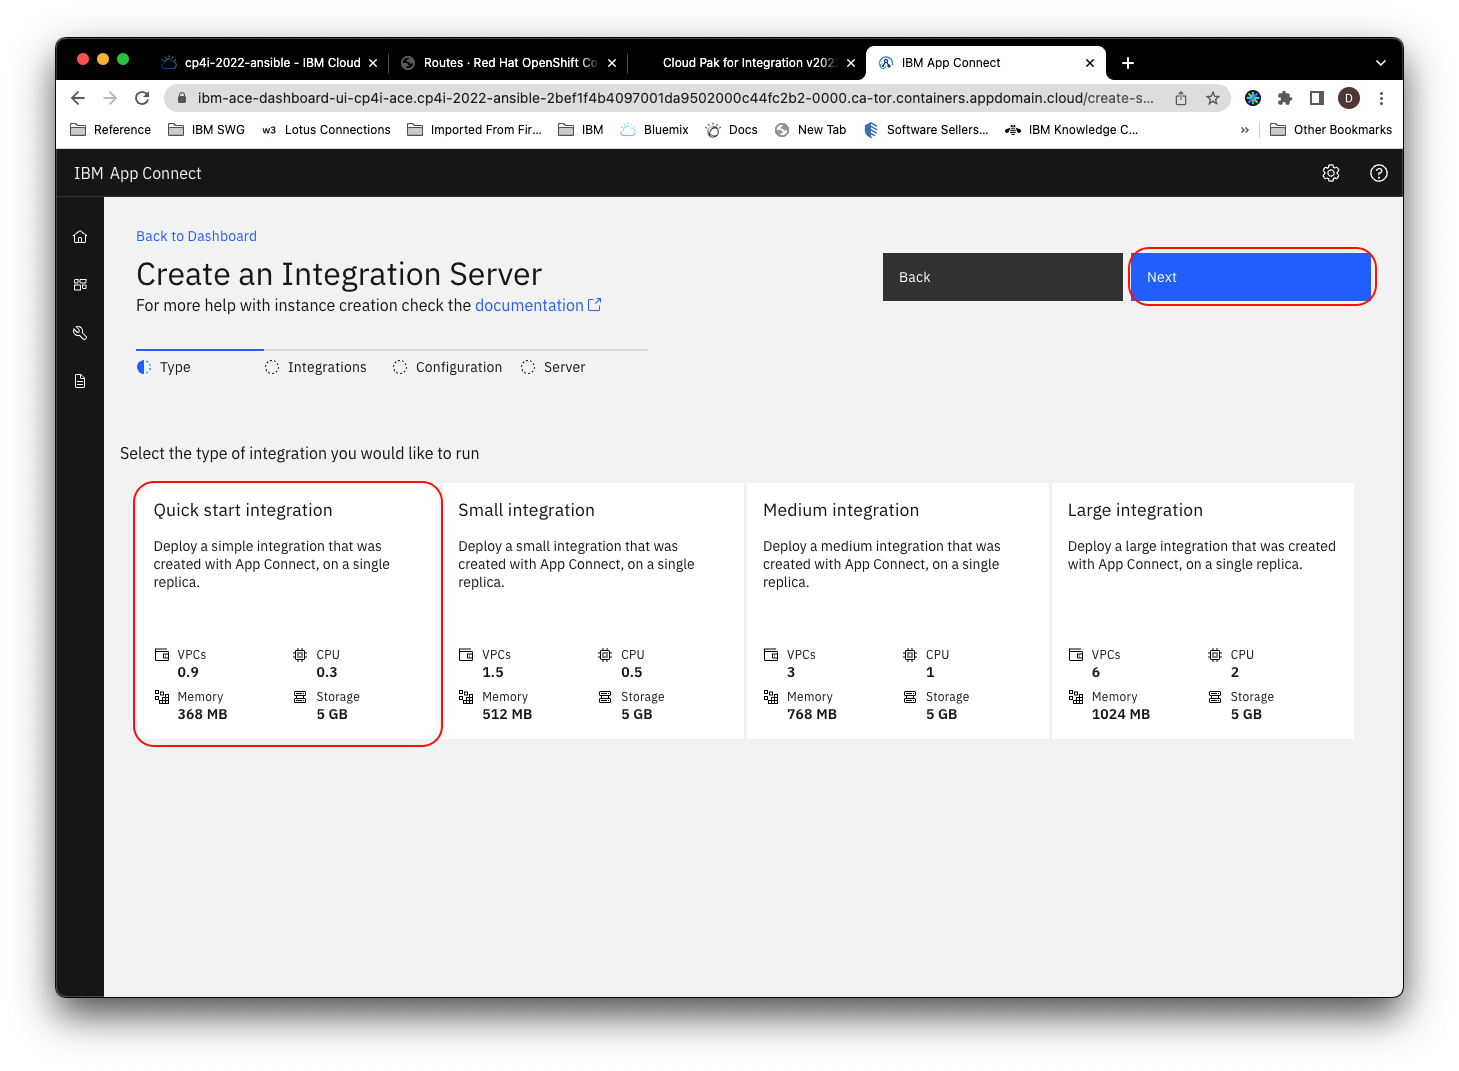 cp4i-2022-ansible - IBM Cloud
Routes · Red Hat OpenShift Co
Cloud Pak for Integration v202
IBM App Connect
ibm-ace-dashboard-ui-cp4i-ace.cp4i-2022-ansible-2bef1f4b4097001da9502000c44fc2b2-0000.ca-tor.containers.appdomain.cloud/create-s...
D
Reference
IBM SWG
w3 Lotus Connections
Imported From Fir...
IBM
Bluemix
Docs
New Tab
Software Sellers...
IBM Knowledge C...
»
Other Bookmarks
IBM App Connect
Back to Dashboard
Create an Integration Server
For more help with instance creation check the documentation
Back
Next
Type
Integrations
Configuration
Server
Select the type of integration you would like to run
Quick start integration
Deploy a simple integration that was
created with App Connect, on a single
replica.
VPCs
0.9
CPU
0.3
Memory
368 MB
Storage
5 GB
Small integration
Deploy a small integration that was
created with App Connect, on a single
replica.
VPCs
1.5
CPU
0.5
Memory
512 MB
Storage
5 GB
Medium integration
Deploy a medium integration that was
created with App Connect, on a single
replica.
VPCs
3
CPU
1
Memory
768 MB
Storage
5 GB
Large integration
Deploy a large integration that was created
with App Connect, on a single replica.
VPCs
6
CPU
2
Memory
1024 MB
Storage
5 GB